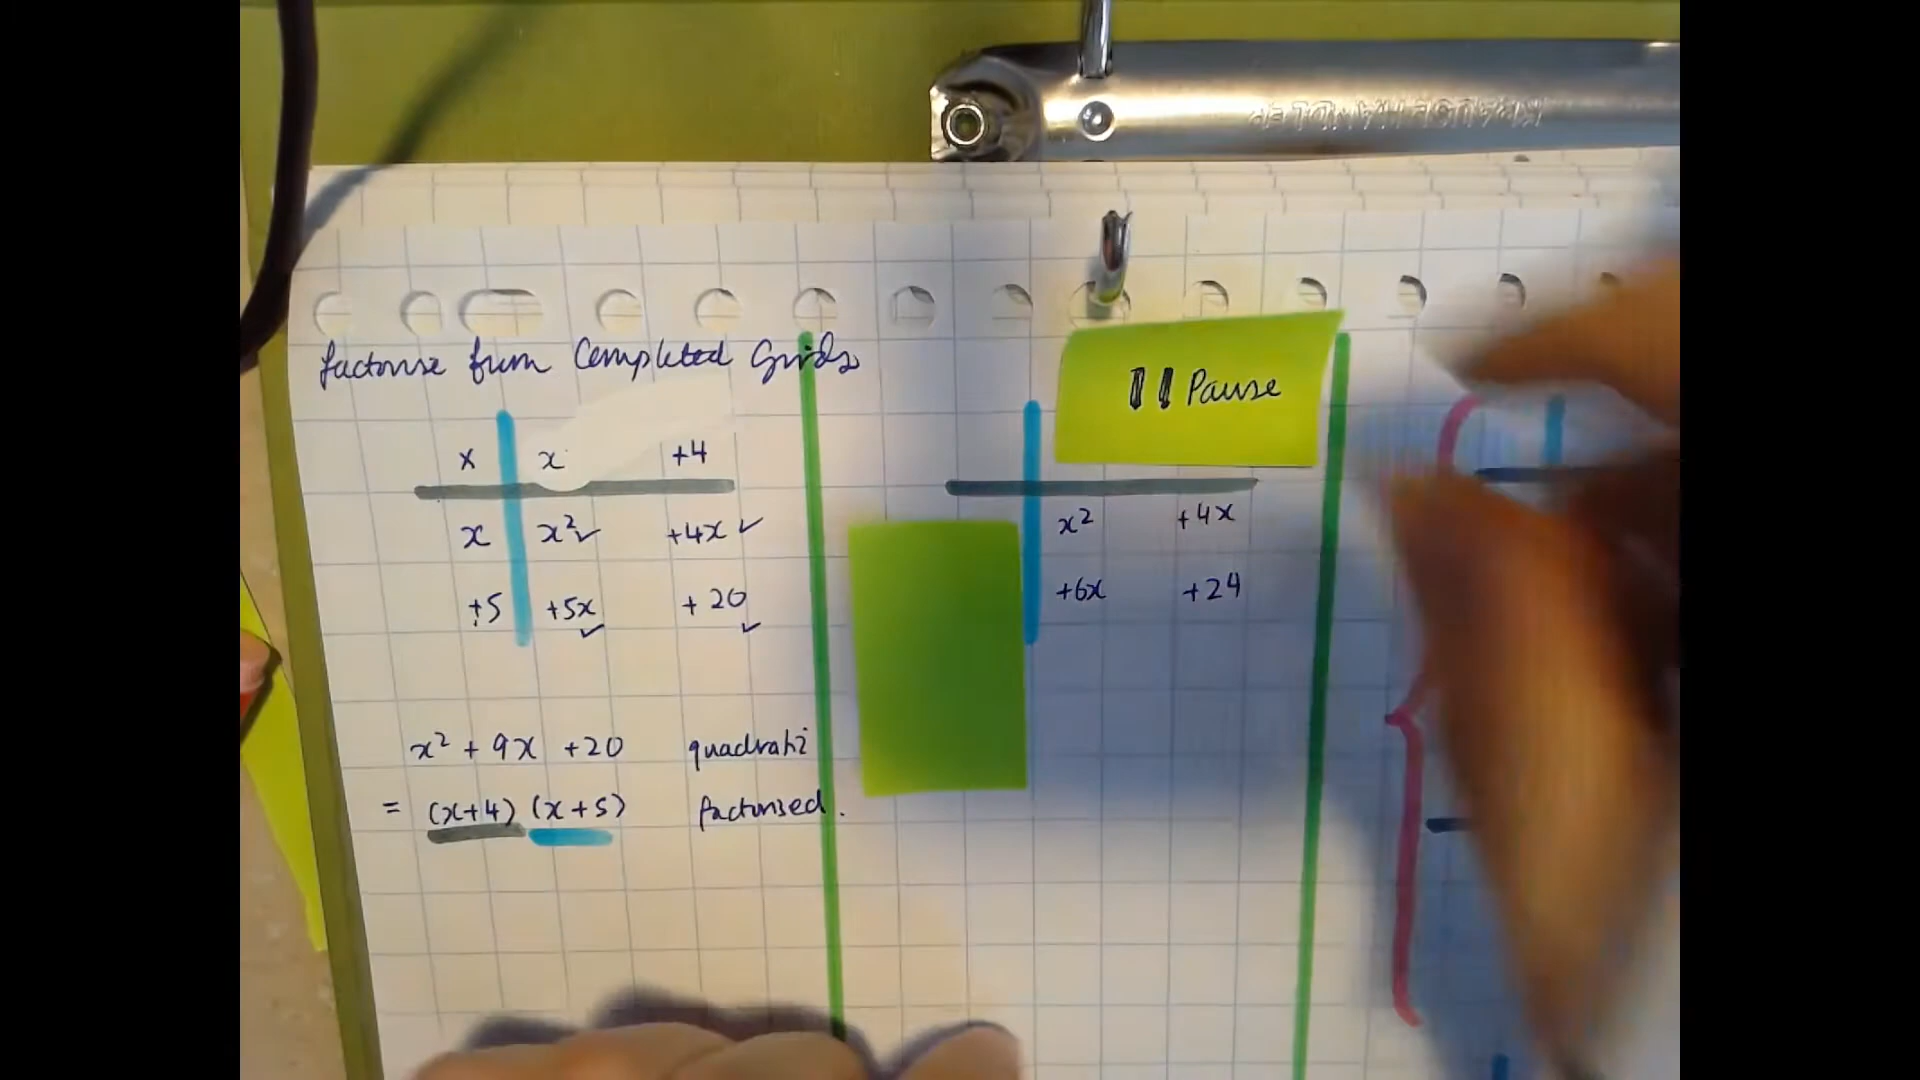 factorise from Completed Grids
× x +4
x x² +4x
+5 +5x +20
x² + 9x +20 quadrati
= (x+4) (x+5) factorised.
Pause
x² +4x
+6x +24